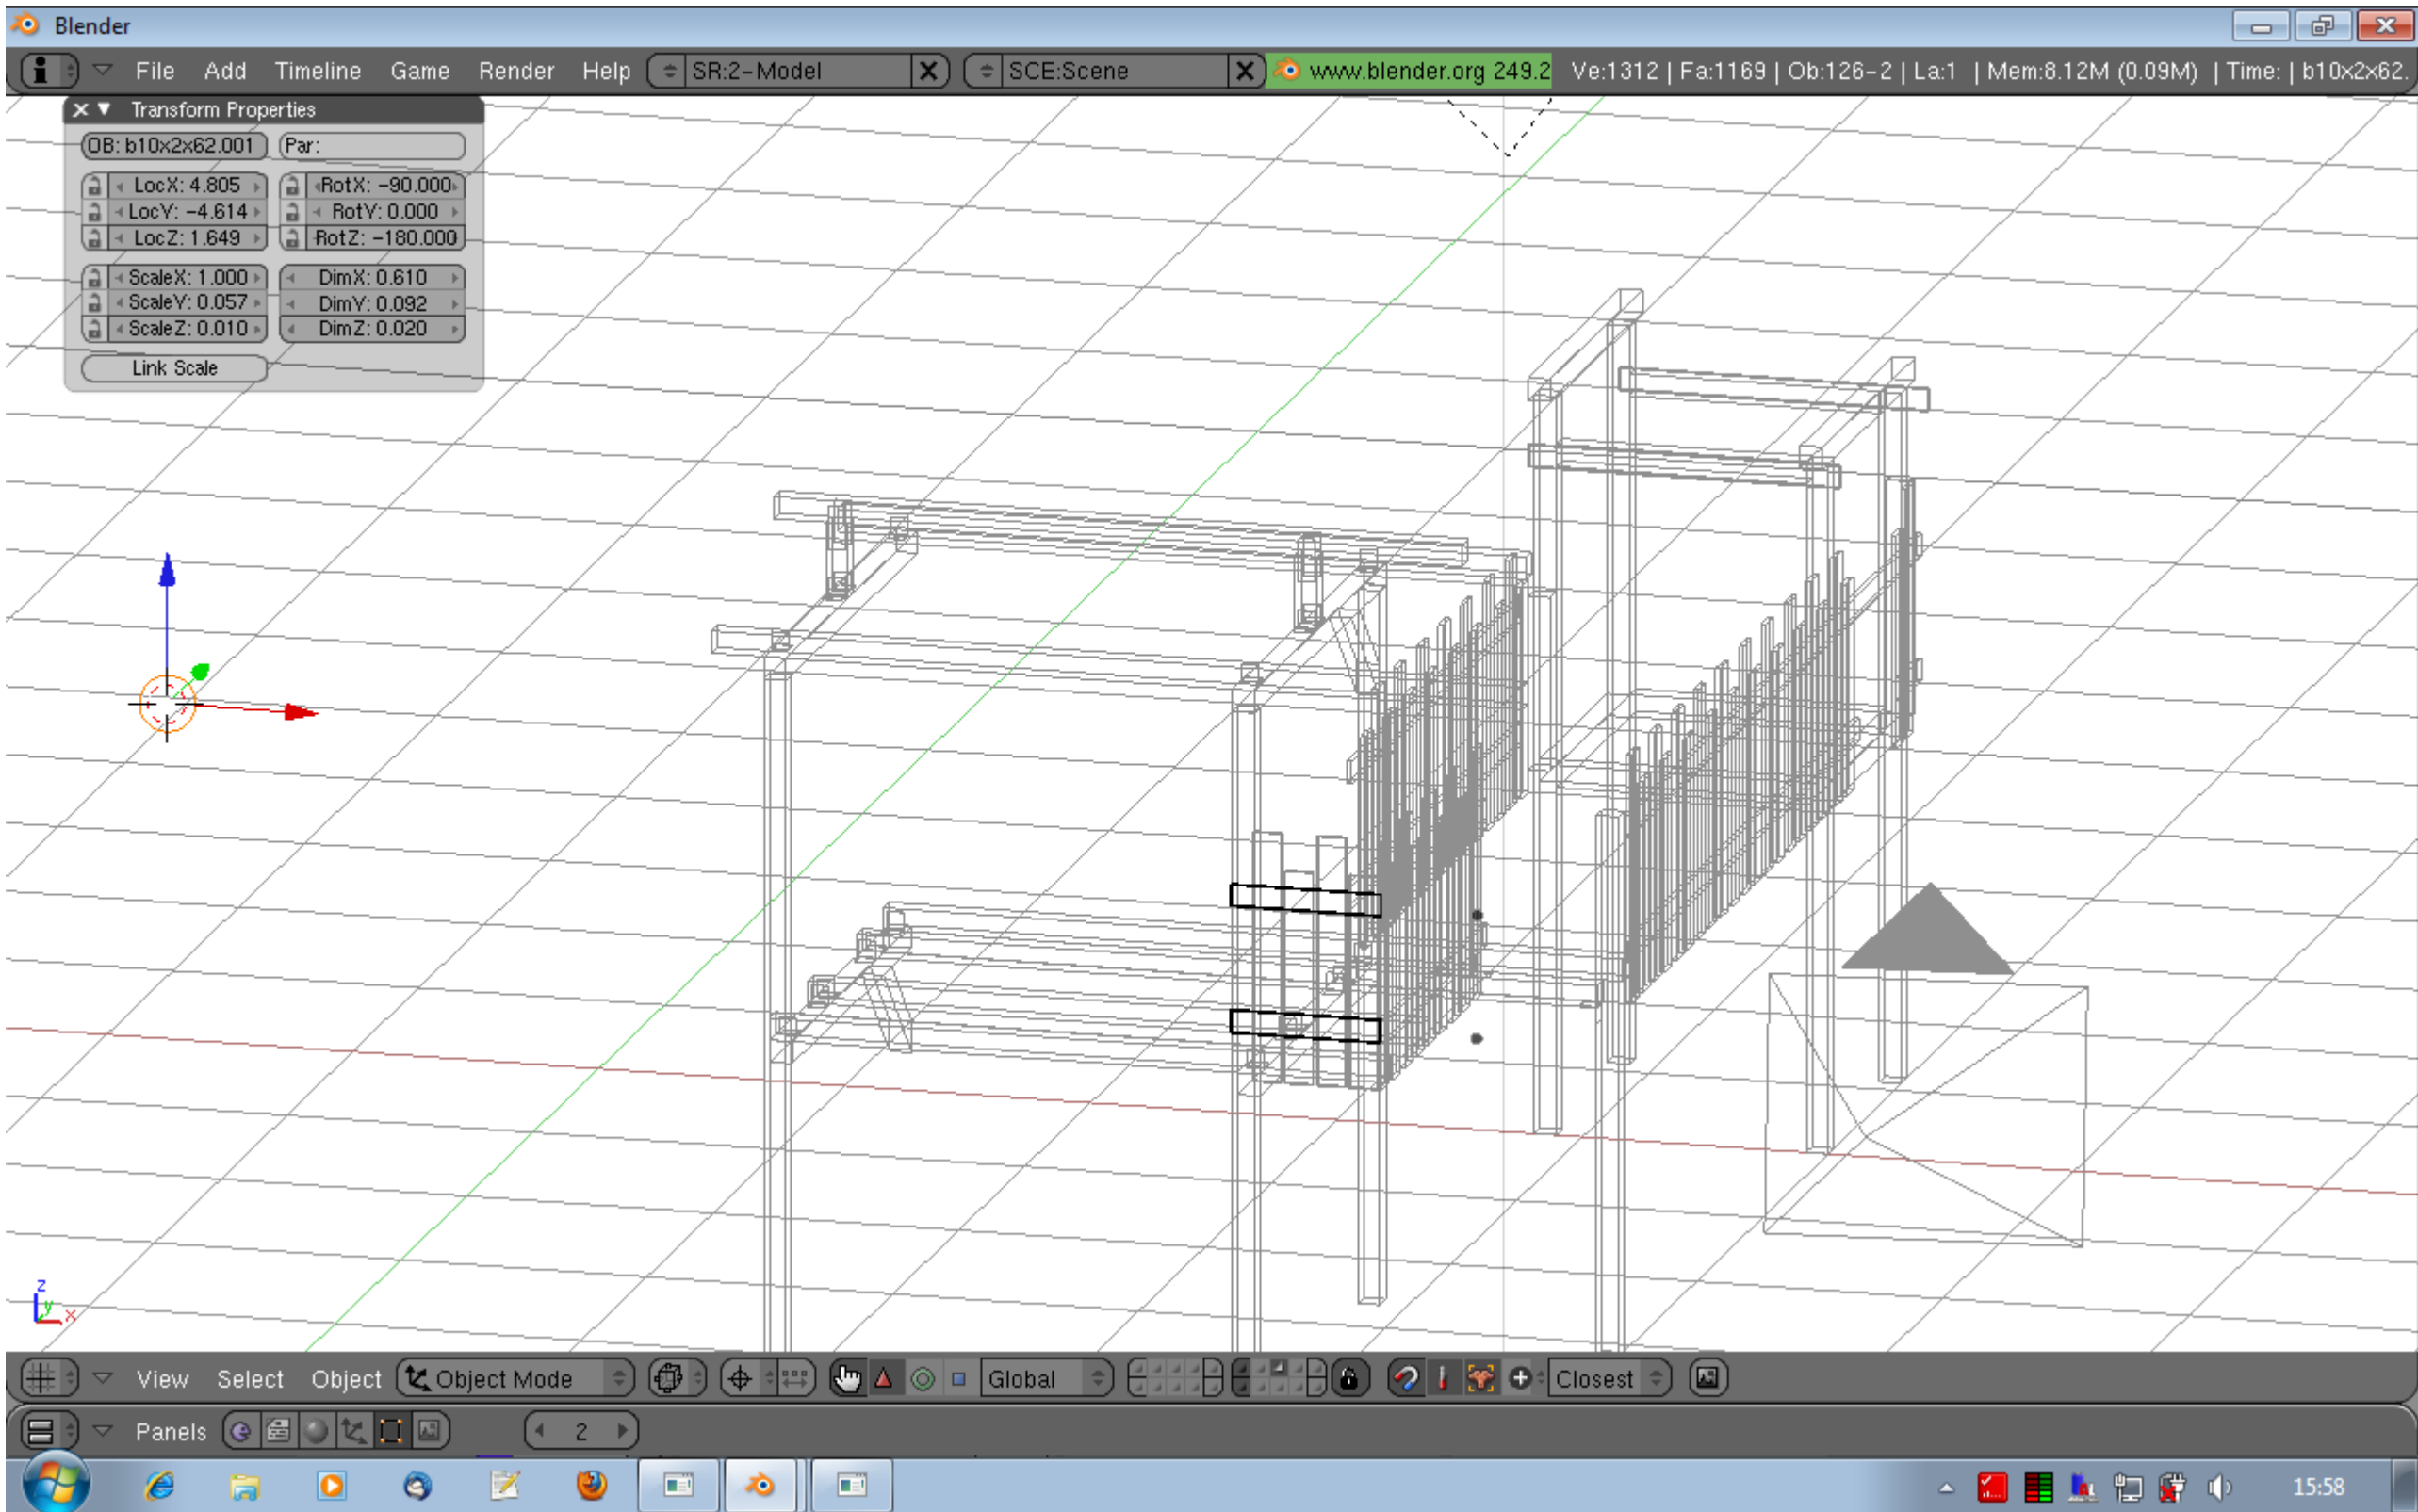 Blender
File Add Timeline Game Render Help SR:2-Model X SCE:Scene X www.blender.org 249.2 Ve:1312 | Fa:1169 | Ob:126-2 | La:1 | Mem:8.12M (0.09M) | Time: | b10x2x62.
Transform Properties
OB: b10x2x62.001 Par:
LocX: 4.805 RotX: -90.000
LocY: -4.614 RotY: 0.000
LocZ: 1.649 RotZ: -180.000
ScaleX: 1.000 DimX: 0.610
ScaleY: 0.057 DimY: 0.092
ScaleZ: 0.010 DimZ: 0.020
Link Scale
z
y
x
View Select Object Object Mode Global Closest
Panels 2
15:58